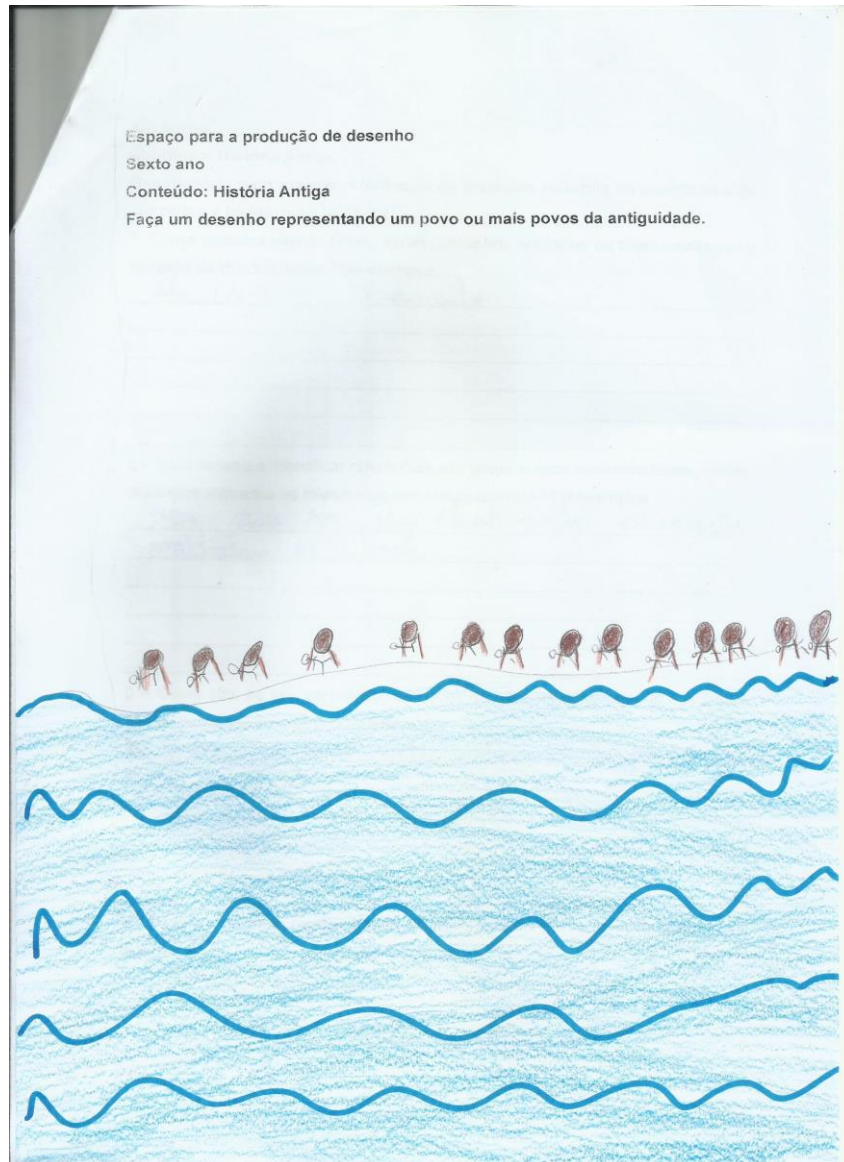 Espaço para a produção de desenho
Sexto ano
Conteúdo: História Antiga
Faça um desenho representando um povo ou mais povos da antiguidade.